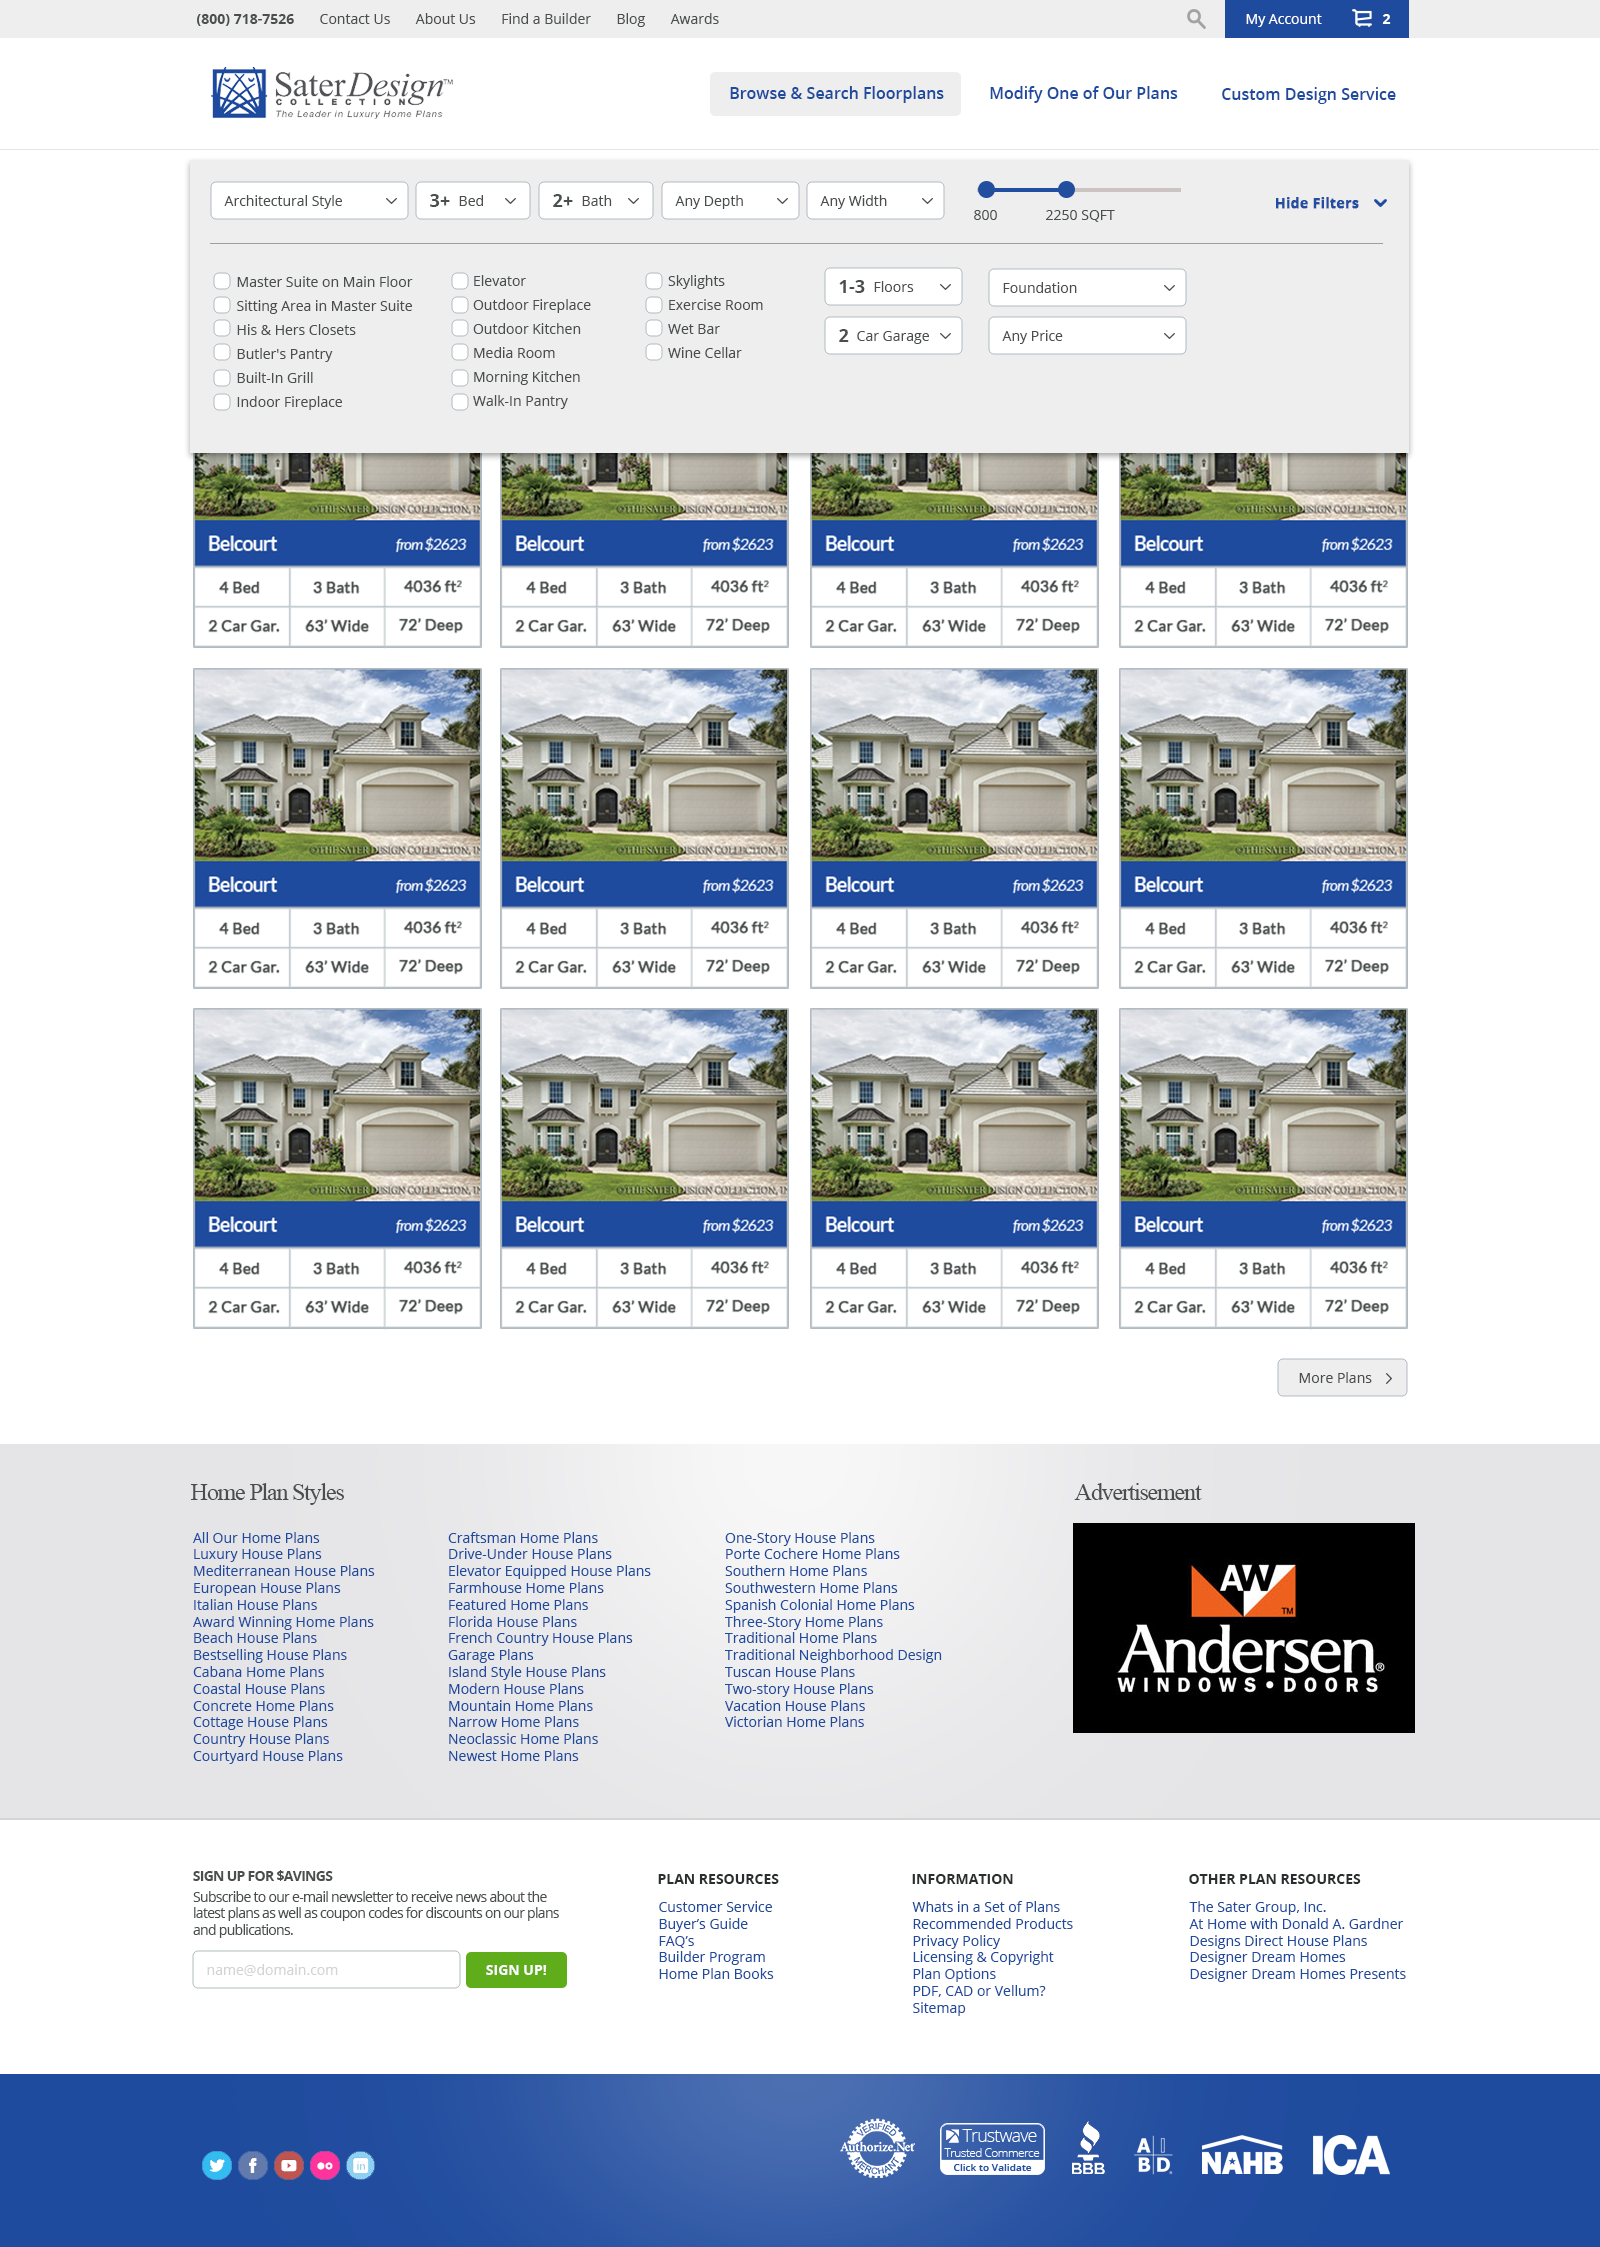 (800) 718-7526 Contact Us About Us Find a Builder Blog Awards My Account 2
Sater Design™
COLLECTION
The Leader in Luxury Home Plans
Browse & Search Floorplans Modify One of Our Plans Custom Design Service
Architectural Style 3+ Bed 2+ Bath Any Depth Any Width 800 2250 SQFT Hide Filters
Master Suite on Main Floor
Sitting Area in Master Suite
His & Hers Closets
Butler's Pantry
Built-In Grill
Indoor Fireplace
Elevator
Outdoor Fireplace
Outdoor Kitchen
Media Room
Morning Kitchen
Walk-In Pantry
Skylights
Exercise Room
Wet Bar
Wine Cellar
1-3 Floors
2 Car Garage
Foundation
Any Price
©THE SATER DESIGN COLLECTION, IN ©THE SATER DESIGN COLLECTION, IN ©THE SATER DESIGN COLLECTION, IN ©THE SATER DESIGN COLLECTION, IN
Belcourt from $2623 Belcourt from $2623 Belcourt from $2623 Belcourt from $2623
4 Bed 3 Bath 4036 ft² 4 Bed 3 Bath 4036 ft² 4 Bed 3 Bath 4036 ft² 4 Bed 3 Bath 4036 ft²
2 Car Gar. 63’ Wide 72’ Deep 2 Car Gar. 63’ Wide 72’ Deep 2 Car Gar. 63’ Wide 72’ Deep 2 Car Gar. 63’ Wide 72’ Deep
©THE SATER DESIGN COLLECTION, IN ©THE SATER DESIGN COLLECTION, IN ©THE SATER DESIGN COLLECTION, IN ©THE SATER DESIGN COLLECTION, IN
Belcourt from $2623 Belcourt from $2623 Belcourt from $2623 Belcourt from $2623
4 Bed 3 Bath 4036 ft² 4 Bed 3 Bath 4036 ft² 4 Bed 3 Bath 4036 ft² 4 Bed 3 Bath 4036 ft²
2 Car Gar. 63’ Wide 72’ Deep 2 Car Gar. 63’ Wide 72’ Deep 2 Car Gar. 63’ Wide 72’ Deep 2 Car Gar. 63’ Wide 72’ Deep
©THE SATER DESIGN COLLECTION, IN ©THE SATER DESIGN COLLECTION, IN ©THE SATER DESIGN COLLECTION, IN ©THE SATER DESIGN COLLECTION, IN
Belcourt from $2623 Belcourt from $2623 Belcourt from $2623 Belcourt from $2623
4 Bed 3 Bath 4036 ft² 4 Bed 3 Bath 4036 ft² 4 Bed 3 Bath 4036 ft² 4 Bed 3 Bath 4036 ft²
2 Car Gar. 63’ Wide 72’ Deep 2 Car Gar. 63’ Wide 72’ Deep 2 Car Gar. 63’ Wide 72’ Deep 2 Car Gar. 63’ Wide 72’ Deep
More Plans
Home Plan Styles
All Our Home Plans
Luxury House Plans
Mediterranean House Plans
European House Plans
Italian House Plans
Award Winning Home Plans
Beach House Plans
Bestselling House Plans
Cabana Home Plans
Coastal House Plans
Concrete Home Plans
Cottage House Plans
Country House Plans
Courtyard House Plans
Craftsman Home Plans
Drive-Under House Plans
Elevator Equipped House Plans
Farmhouse Home Plans
Featured Home Plans
Florida House Plans
French Country House Plans
Garage Plans
Island Style House Plans
Modern House Plans
Mountain Home Plans
Narrow Home Plans
Neoclassic Home Plans
Newest Home Plans
One-Story House Plans
Porte Cochere Home Plans
Southern Home Plans
Southwestern Home Plans
Spanish Colonial Home Plans
Three-Story Home Plans
Traditional Home Plans
Traditional Neighborhood Design
Tuscan House Plans
Two-story House Plans
Vacation House Plans
Victorian Home Plans
Advertisement
AW TM
Andersen®
WINDOWS • DOORS
SIGN UP FOR $AVINGS
Subscribe to our e-mail newsletter to receive news about the
latest plans as well as coupon codes for discounts on our plans
and publications.
name@domain.com SIGN UP!
PLAN RESOURCES
Customer Service
Buyer’s Guide
FAQ’s
Builder Program
Home Plan Books
INFORMATION
Whats in a Set of Plans
Recommended Products
Privacy Policy
Licensing & Copyright
Plan Options
PDF, CAD or Vellum?
Sitemap
OTHER PLAN RESOURCES
The Sater Group, Inc.
At Home with Donald A. Gardner
Designs Direct House Plans
Designer Dream Homes
Designer Dream Homes Presents
f in
VERIFIED
Authorize.Net
MERCHANT
Trustwave
Trusted Commerce
Click to Validate
BBB
AI
BD.
NAHB
ICA